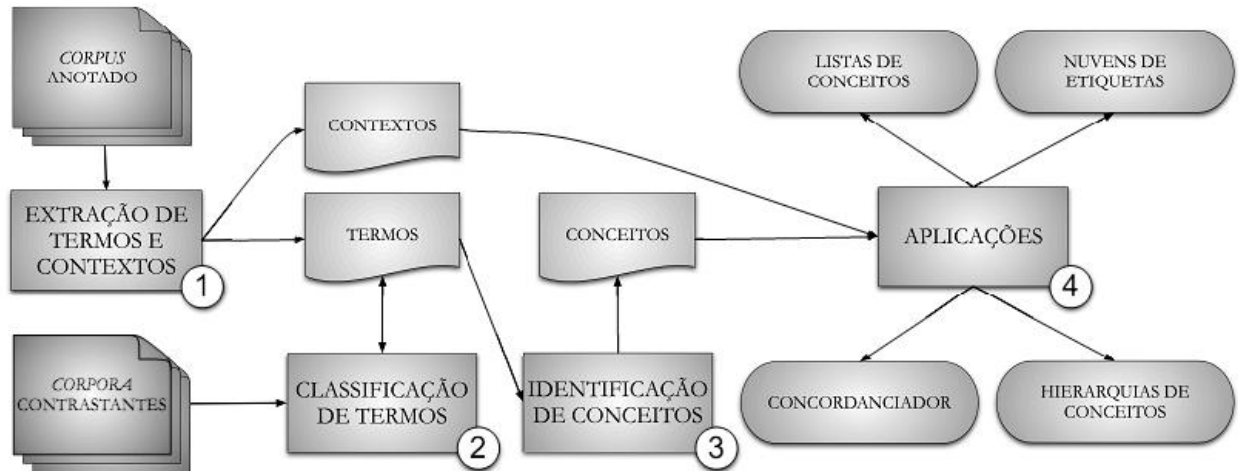 CORPUS
ANOTADO
EXTRAÇÃO DE
TERMOS E
CONTEXTOS
1
CONTEXTOS
TERMOS
CORPORA
CONTRASTANTES
CLASSIFICAÇÃO
DE TERMOS
2
CONCEITOS
IDENTIFICAÇÃO
DE CONCEITOS
3
LISTAS DE
CONCEITOS
NUVENS DE
ETIQUETAS
APLICAÇÕES
4
CONCORDANCIADOR
HIERARQUIAS DE
CONCEITOS